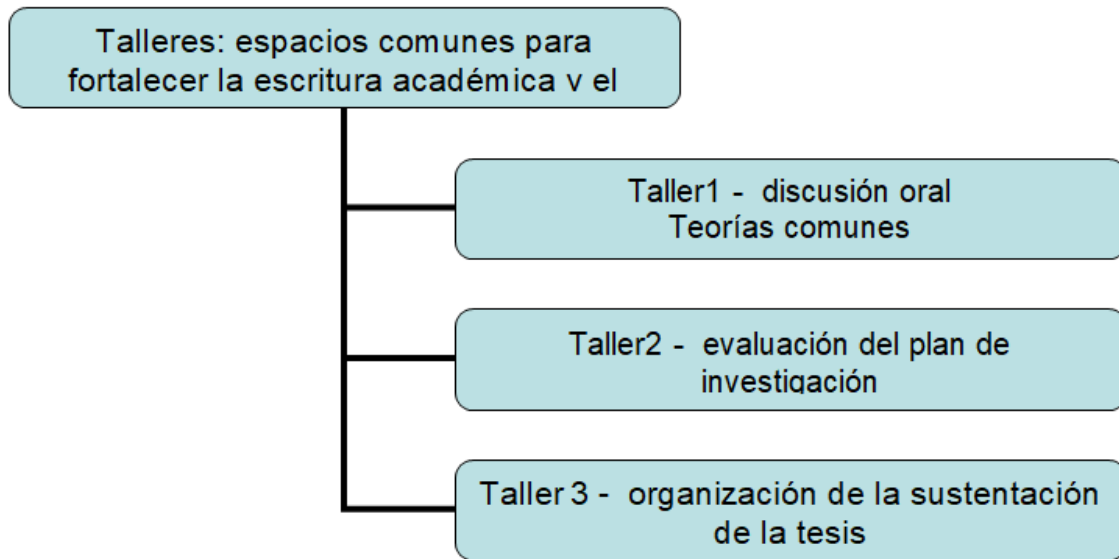 Talleres: espacios comunes para
fortalecer la escritura académica y el
Taller1 - discusión oral
Teorías comunes
Taller2 - evaluación del plan de
investigación
Taller 3 - organización de la sustentación
de la tesis